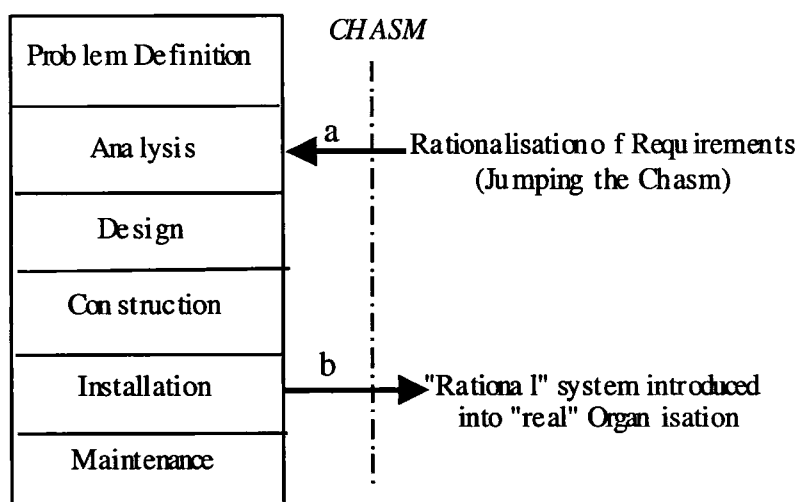 CHASM
Problem Definition
a
Analysis
Rationalisation of Requirements
(Jumping the Chasm)
Design
Construction
b
Installation
"Rational" system introduced
into "real" Organisation
Maintenance